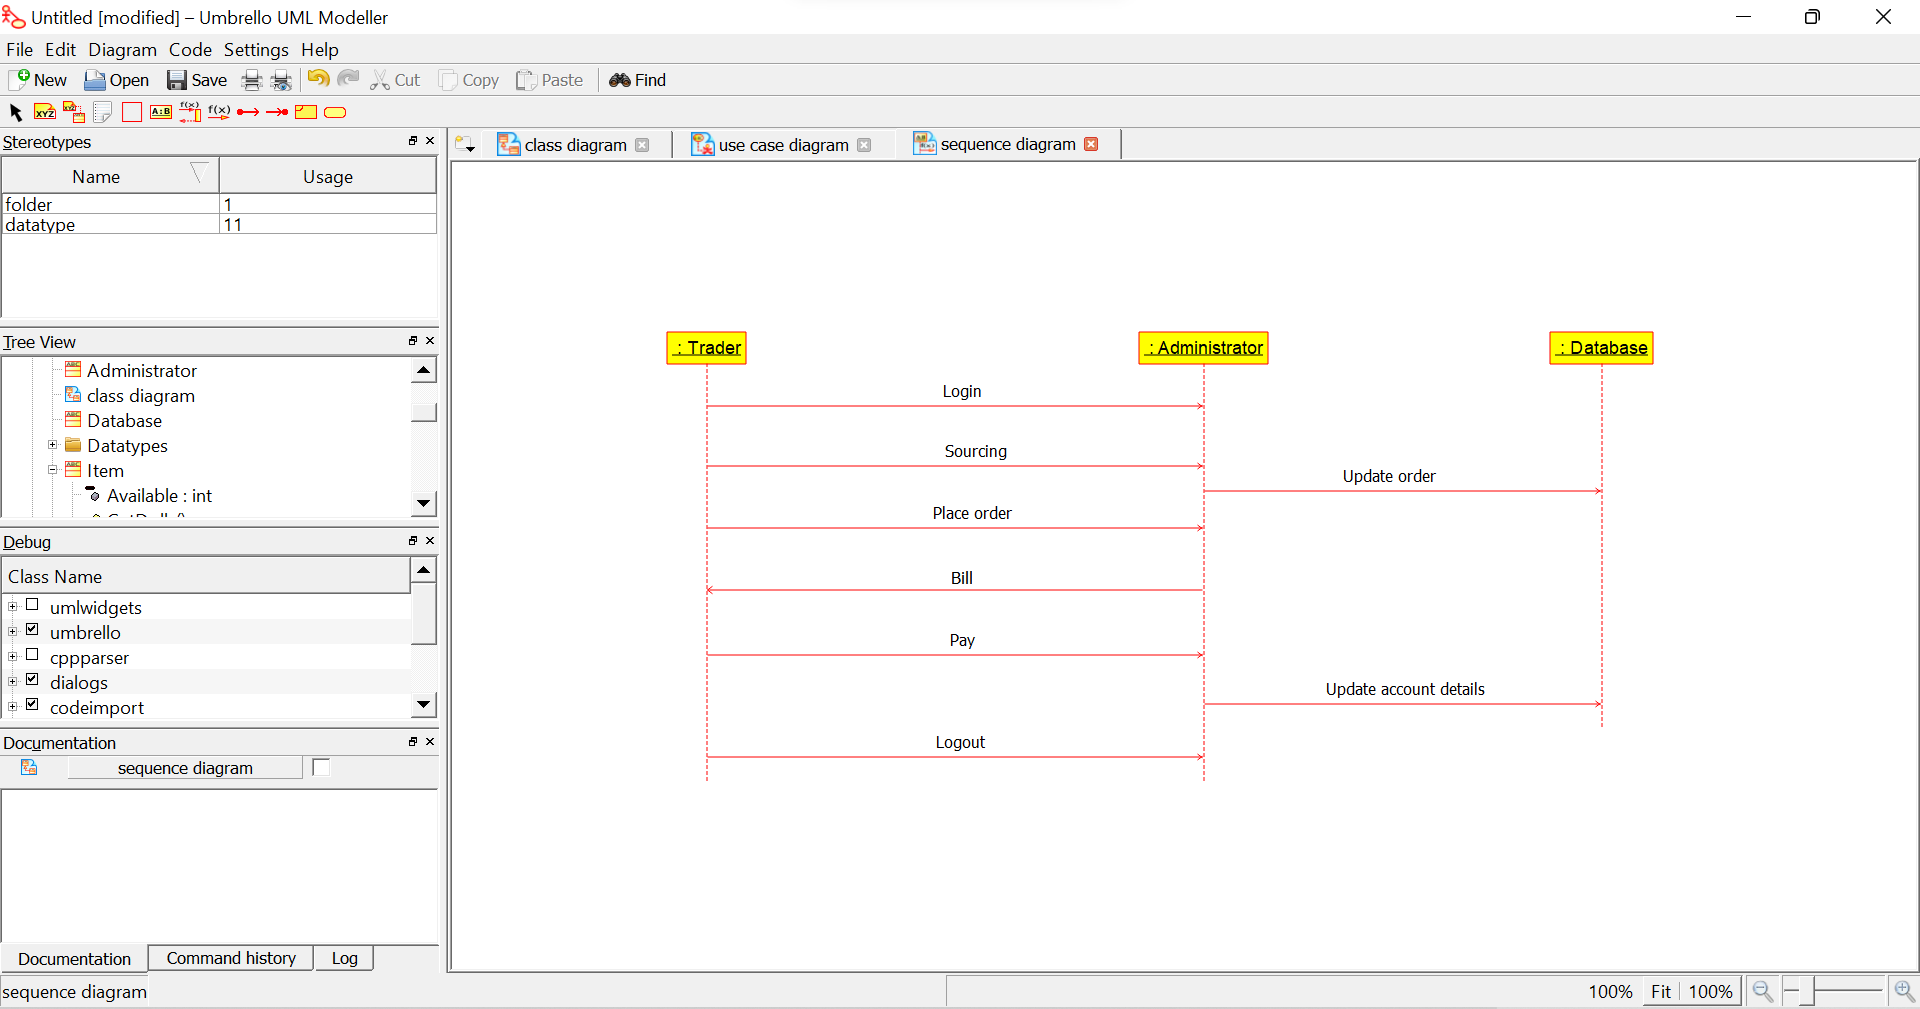 Untitled [modified] – Umbrello UML Modeller
File Edit Diagram Code Settings Help
New Open Save Cut Copy Paste Find
XYZ XYZ A:B f(x) f(x)
Stereotypes
Name Usage
folder 1
datatype 11
Tree View
Administrator
class diagram
Database
Datatypes
Item
Available : int
Debug
Class Name
umlwidgets
umbrello
cppparser
dialogs
codeimport
Documentation
sequence diagram
Documentation Command history Log
class diagram use case diagram sequence diagram
: Trader : Administrator : Database
Login
Sourcing
Update order
Place order
Bill
Pay
Update account details
Logout
sequence diagram 100% Fit 100%